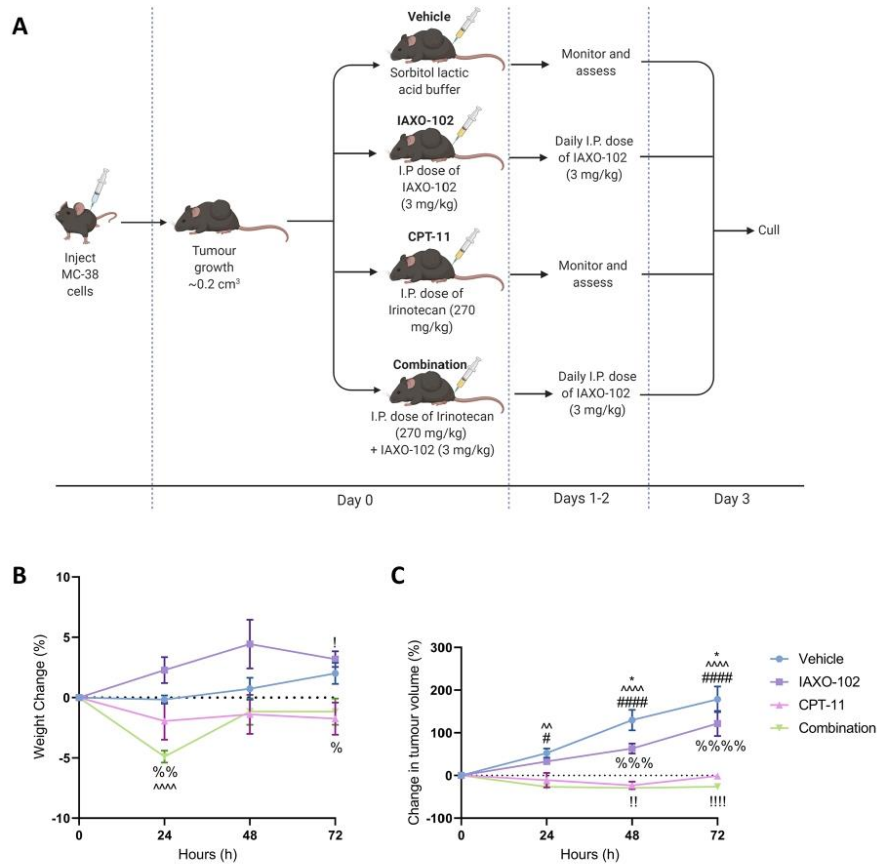 A
Vehicle
Sorbitol lactic
acid buffer
Monitor and
assess
IAXO-102
I.P dose of
IAXO-102
(3 mg/kg)
Daily I.P. dose
of IAXO-102
(3 mg/kg)
Inject
MC-38
cells
Tumour
growth
~0.2 cm³
Cull
CPT-11
I.P. dose of
Irinotecan (270
mg/kg)
Monitor and
assess
Combination
I.P. dose of Irinotecan
(270 mg/kg)
+ IAXO-102 (3 mg/kg)
Daily I.P. dose
of IAXO-102
(3 mg/kg)
Day 0
Days 1-2
Day 3
B
Weight Change (%)
10
5
0
-5
-10
!
%
%%
^^^^
0
24
48
72
Hours (h)
C
Change in tumour volume (%)
300
200
100
0
-100
^^
#
*
^^^^
####
*
^^^^
####
%%%
%%%%
!!
!!!!
0
24
48
72
Hours (h)
Vehicle
IAXO-102
CPT-11
Combination